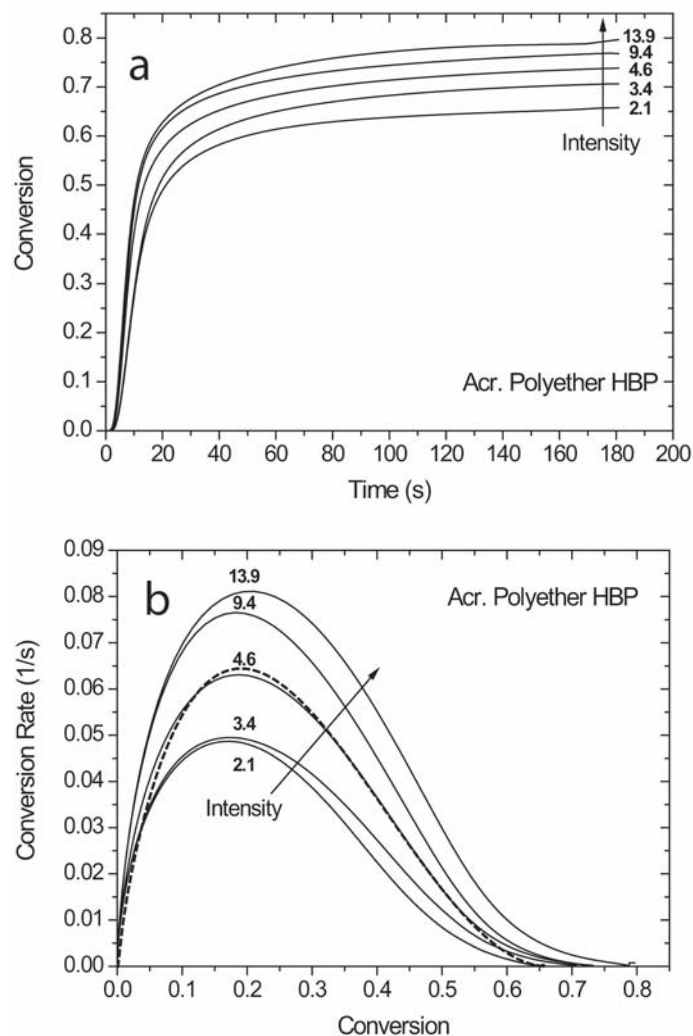 a
0.8
0.7
0.6
0.5
0.4
0.3
0.2
0.1
0.0
Conversion
13.9
9.4
4.6
3.4
2.1
Intensity
Acr. Polyether HBP
0 20 40 60 80 100 120 140 160 180 200
Time (s)
b
0.09
0.08
0.07
0.06
0.05
0.04
0.03
0.02
0.01
0.00
Conversion Rate (1/s)
Acr. Polyether HBP
13.9
9.4
4.6
3.4
2.1
Intensity
0.0 0.1 0.2 0.3 0.4 0.5 0.6 0.7 0.8
Conversion